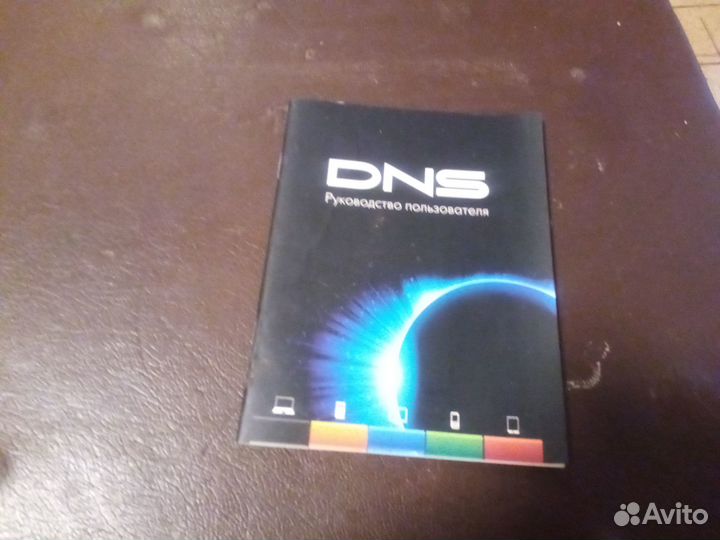 DNS
Руководство пользователя
Avito